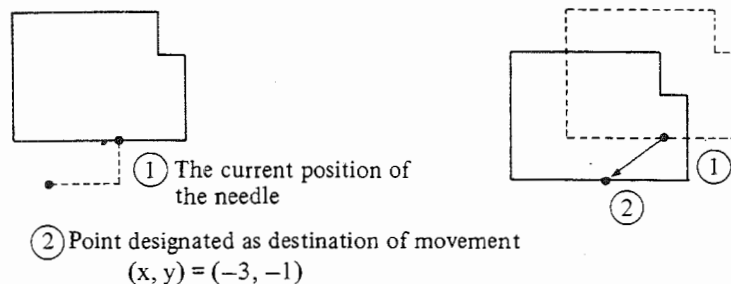 ① The current position of
the needle
①
②
② Point designated as destination of movement
(x, y) = (−3, −1)